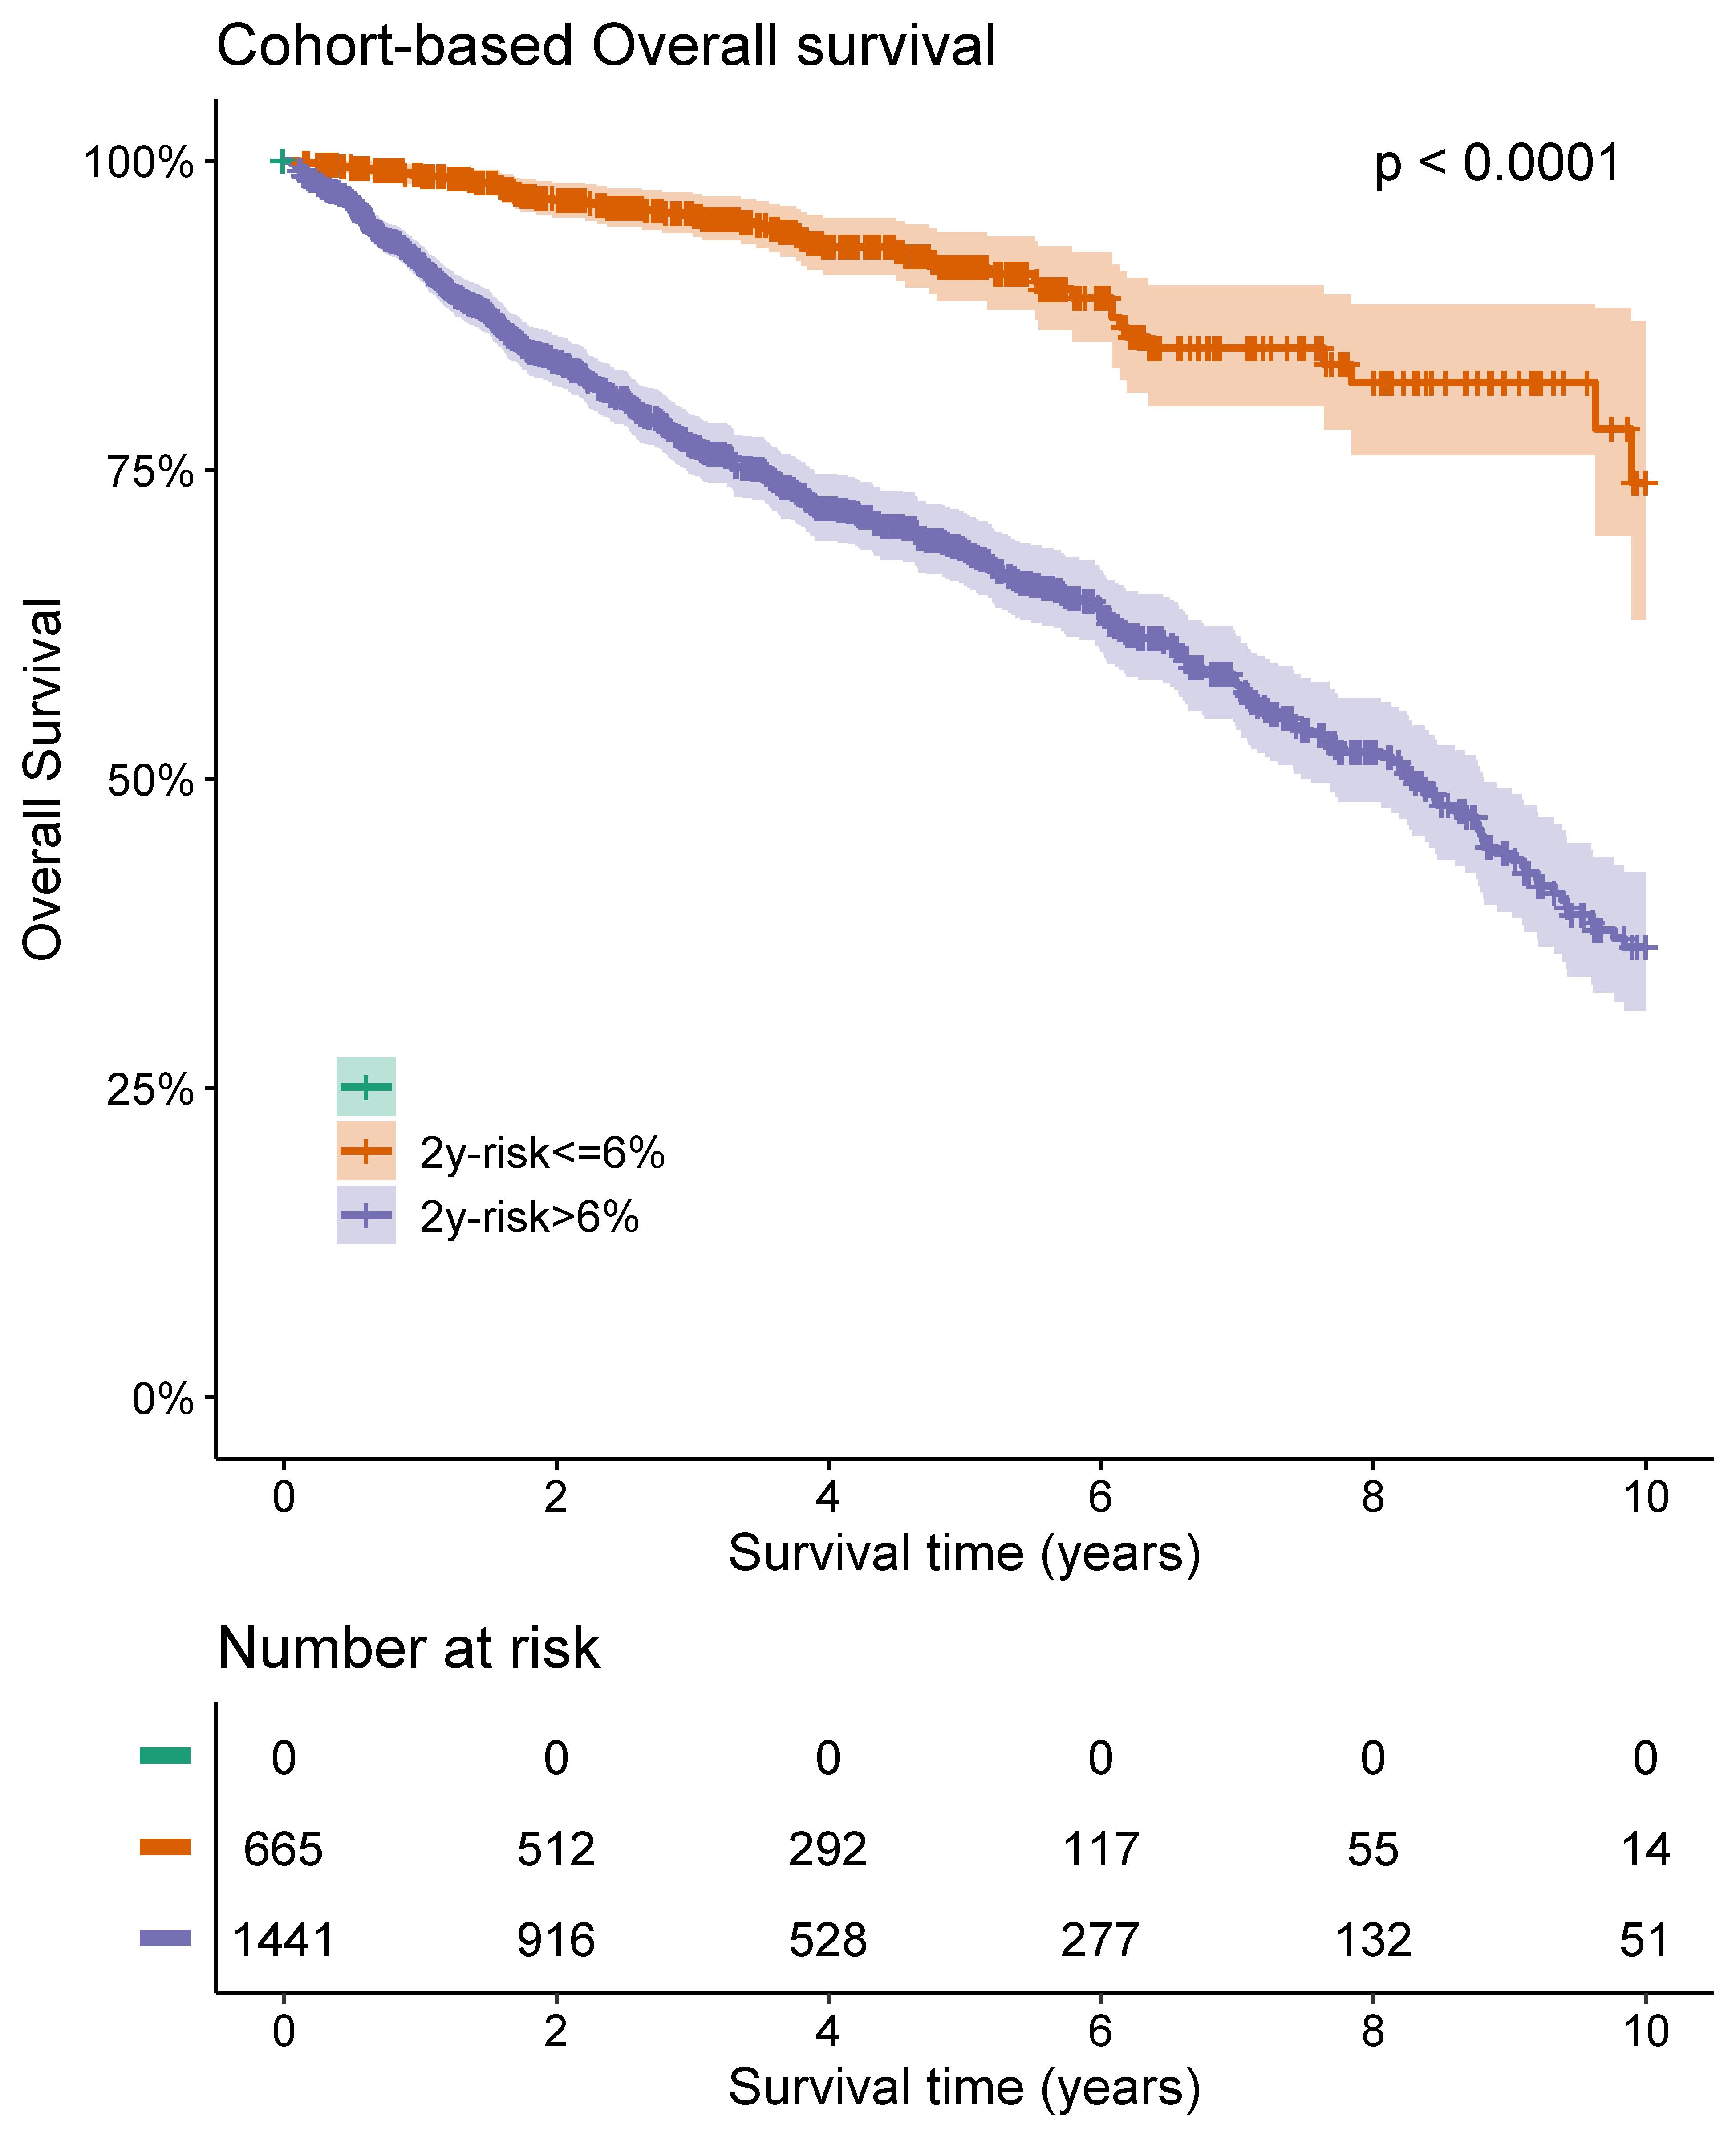 Cohort-based Overall survival
p < 0.0001
100%
75%
50%
25%
0%
Overall Survival
2y-risk<=6%
2y-risk>6%
0 2 4 6 8 10
Survival time (years)
Number at risk
0 0 0 0 0 0
665 512 292 117 55 14
1441 916 528 277 132 51
0 2 4 6 8 10
Survival time (years)